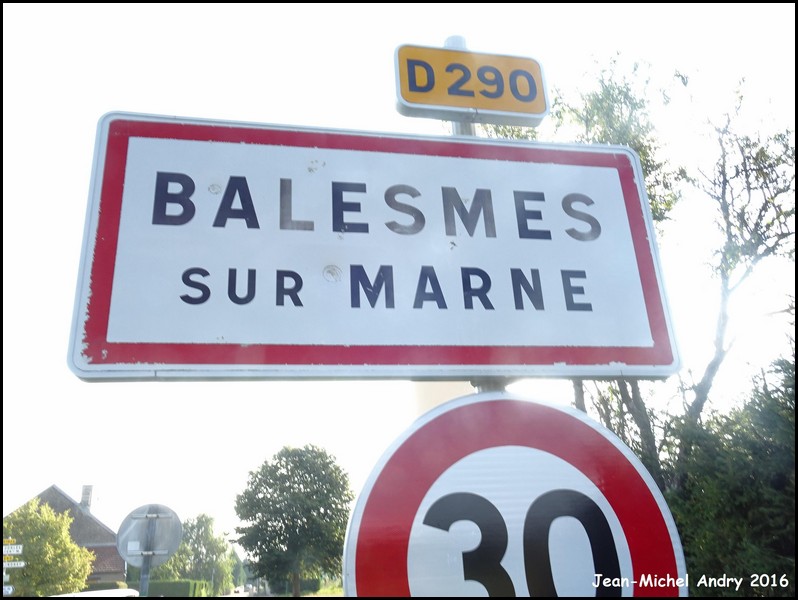 D290
BALESMES
SUR MARNE
30
Jean-Michel Andry 2016